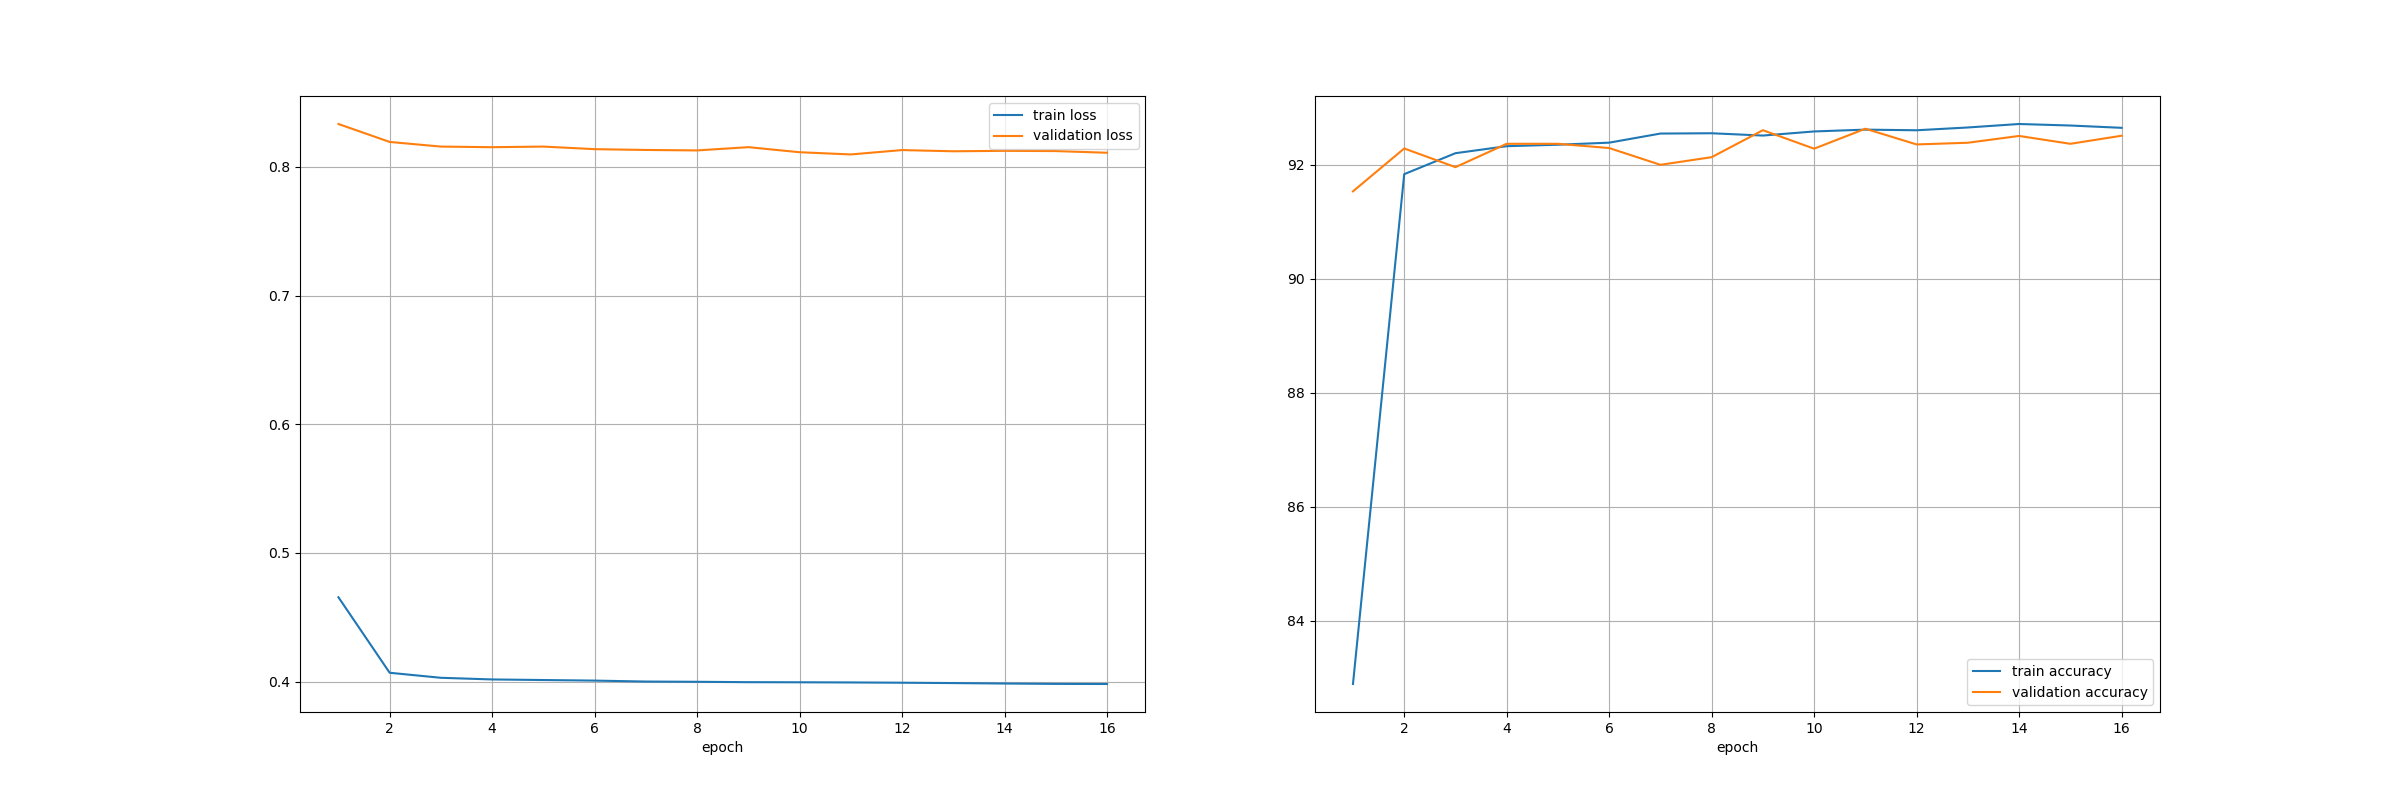 train loss
validation loss
0.8
0.7
0.6
0.5
0.4
2 4 6 8 10 12 14 16
epoch
92
90
88
86
84
train accuracy
validation accuracy
2 4 6 8 10 12 14 16
epoch